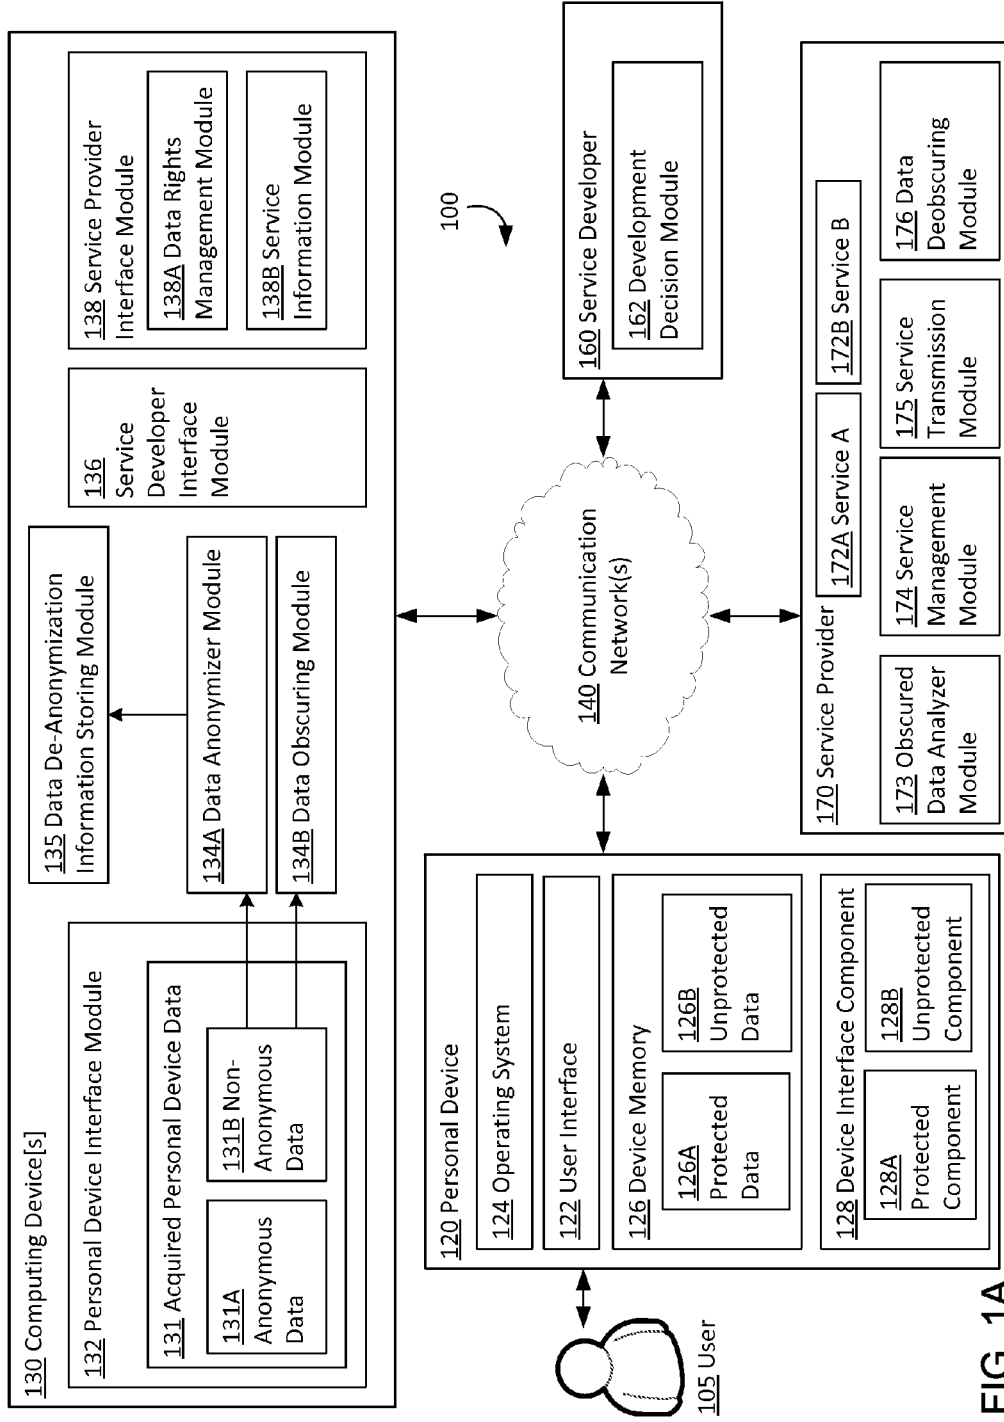 130 Computing Device[s]
132 Personal Device Interface Module
131 Acquired Personal Device Data
131A
Anonymous
Data
131B Non-
Anonymous
Data
135 Data De-Anonymization
Information Storing Module
134A Data Anonymizer Module
134B Data Obscuring Module
136
Service
Developer
Interface
Module
138 Service Provider
Interface Module
138A Data Rights
Management Module
138B Service
Information Module
105 User
120 Personal Device
124 Operating System
122 User Interface
126 Device Memory
126A
Protected
Data
126B
Unprotected
Data
128 Device Interface Component
128A
Protected
Component
128B
Unprotected
Component
140 Communication
Network(s)
100
160 Service Developer
162 Development
Decision Module
170 Service Provider
172A Service A
172B Service B
173 Obscured
Data Analyzer
Module
174 Service
Management
Module
175 Service
Transmission
Module
176 Data
Deobscuring
Module
FIG. 1A